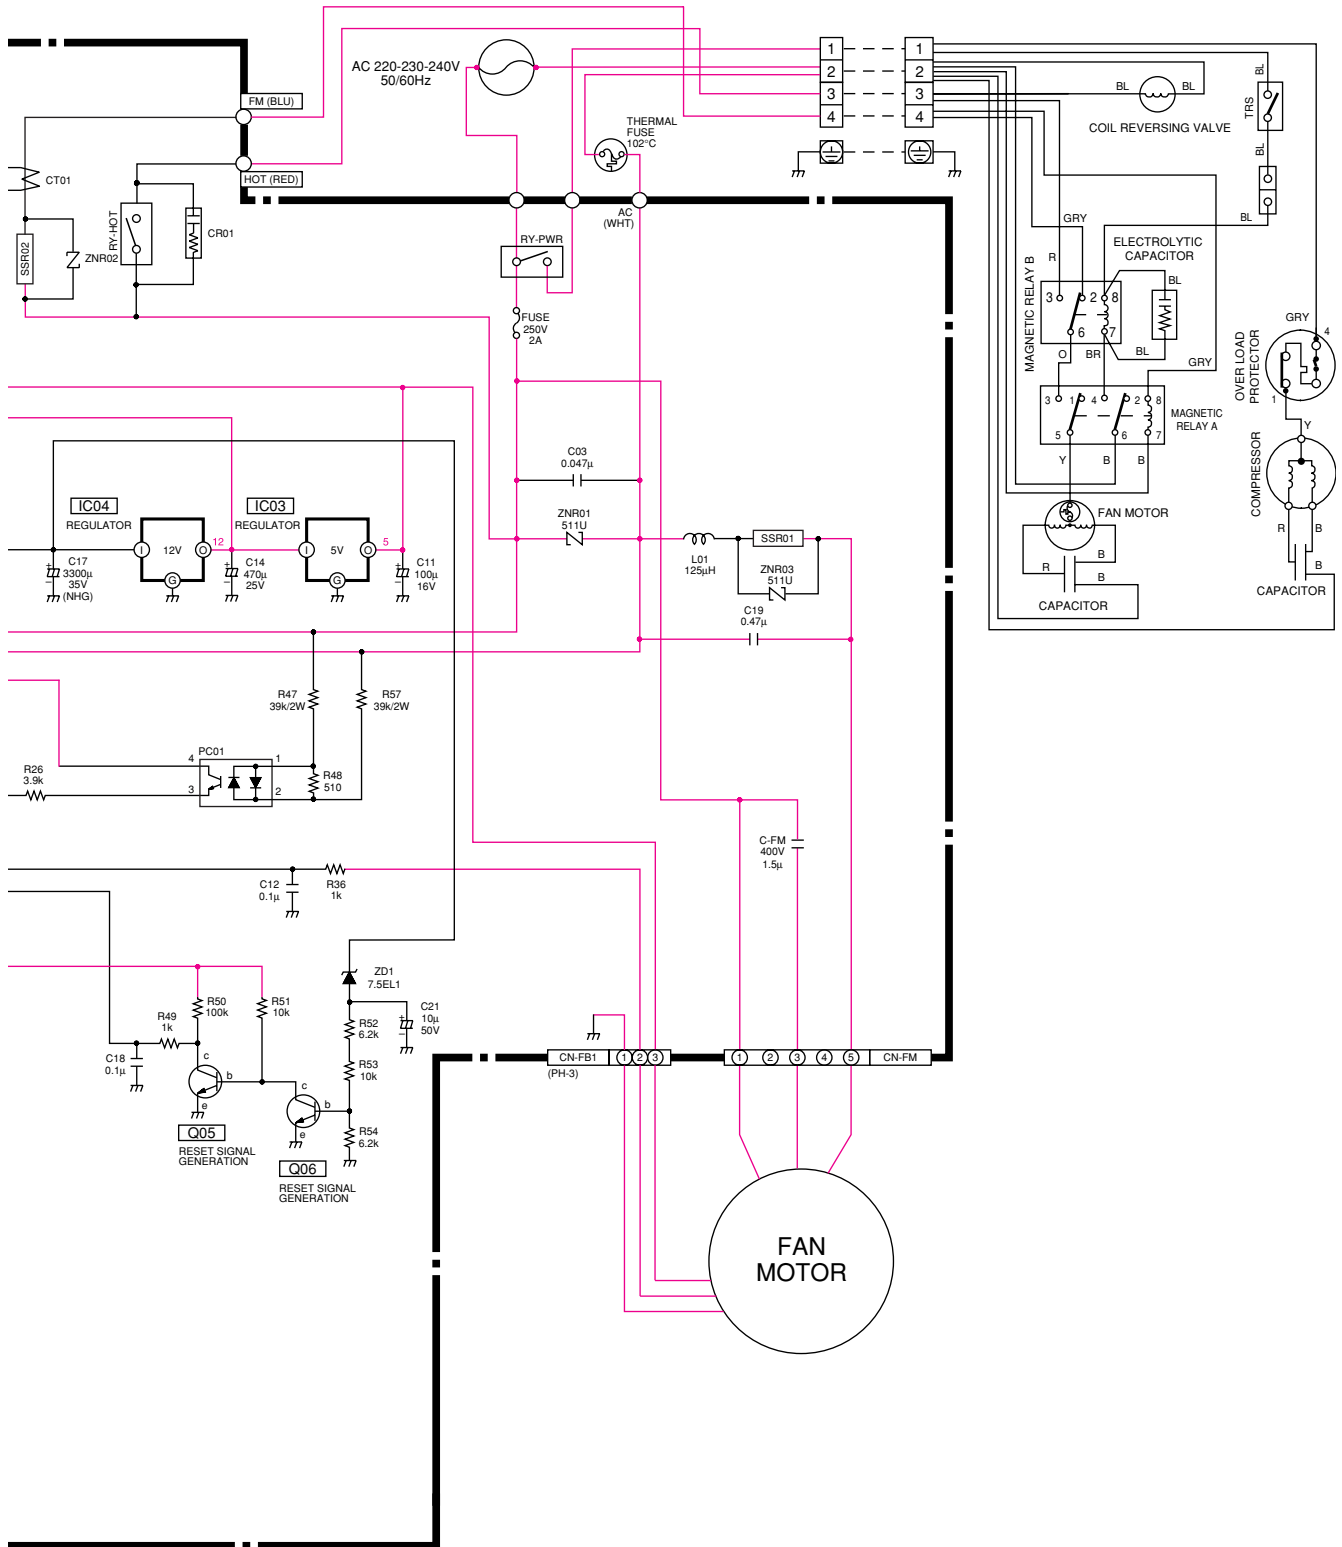 AC 220-230-240V
50/60Hz
FM (BLU)
HOT (RED)
CT01
SSR02
ZNR02
RY-HOT
CR01
THERMAL
FUSE
102°C
AC
(WHT)
RY-PWR
FUSE
250V
2A
1
2
3
4
1
2
3
4
BL
BL
COIL REVERSING VALVE
BL
TRS
BL
BL
GRY
R
ELECTROLYTIC
CAPACITOR
BL
MAGNETIC RELAY B
3
2
8
6
7
O
BR
BL
GRY
3
1
4
2
8
5
6
7
MAGNETIC
RELAY A
Y
B
B
FAN MOTOR
R
B
B
CAPACITOR
GRY
4
OVER LOAD
PROTECTOR
1
Y
COMPRESSOR
R
B
B
CAPACITOR
C03
0.047μ
ZNR01
511U
L01
125μH
SSR01
ZNR03
511U
C19
0.47μ
IC04
REGULATOR
I
12V
O
G
12
C17
3300μ
35V
(NHG)
C14
470μ
25V
IC03
REGULATOR
I
5V
O
G
5
C11
100μ
16V
+
-
+
-
+
-
R47
39k/2W
R57
39k/2W
PC01
4
3
1
2
R48
510
R26
3.9k
C12
0.1μ
R36
1k
C-FM
400V
1.5μ
ZD1
7.5EL1
C21
10μ
50V
+
-
R52
6.2k
R53
10k
R54
6.2k
R50
100k
R51
10k
R49
1k
C18
0.1μ
c
b
e
Q05
RESET SIGNAL
GENERATION
c
b
e
Q06
RESET SIGNAL
GENERATION
CN-FB1
1
2
3
(PH-3)
1
2
3
4
5
CN-FM
FAN
MOTOR